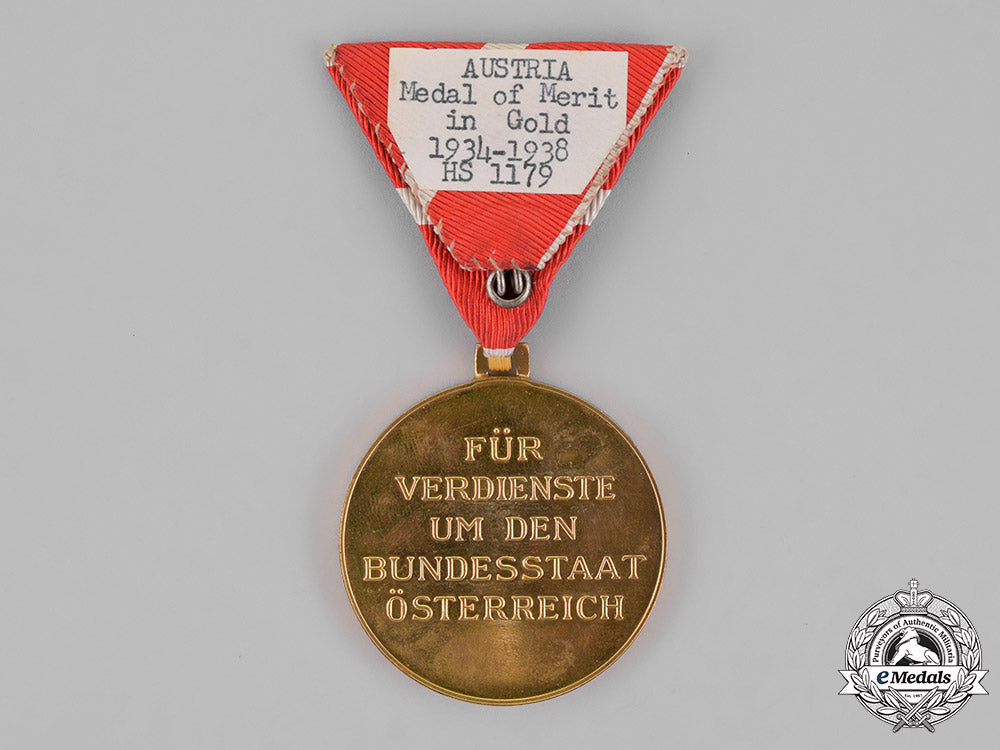 AUSTRIA
Medal of Merit
in Gold
1934-1938
HS 1179
FÜR
VERDIENSTE
UM DEN
BUNDESSTAAT
ÖSTERREICH
Purveyors of Authentic Militaria
eMedals